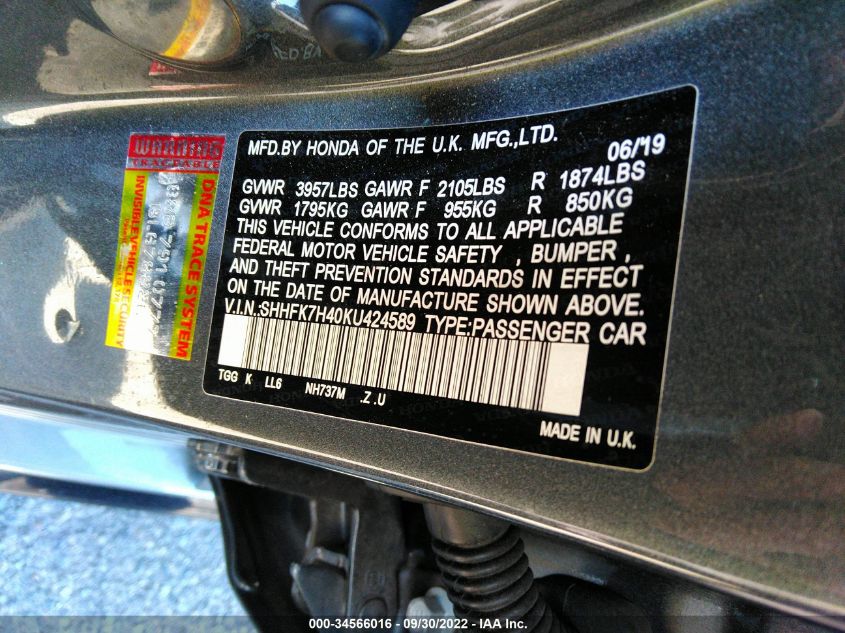 MFD.BY HONDA OF THE U.K. MFG.,LTD. 06/'19
GVWR 3957LBS GAWR F 2105LBS R 1874LBS
GVWR 1795KG GAWR F 955KG R 850KG
THIS VEHICLE CONFORMS TO ALL APPLICABLE
FEDERAL MOTOR VEHICLE SAFETY , BUMPER ,
AND THEFT PREVENTION STANDARDS IN EFFECT
ON THE DATE OF MANUFACTURE SHOWN ABOVE.
V.I.N.:SHHFK7H40KU424589 TYPE:PASSENGER CAR
TGG K LL6 NH737M .Z .U
MADE IN U.K.
WARNING
TRACEABLE
DNA TRACE SYSTEM
INVISIBLE VEHICLE SECURITY
000-34566016 - 09/30/2022 - IAA Inc.